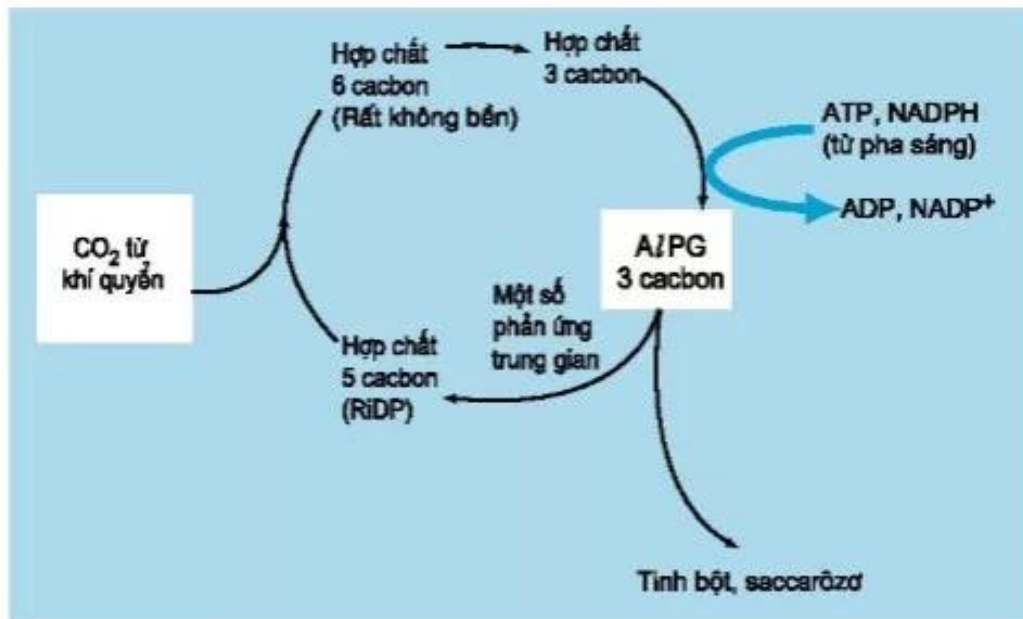 Hợp chất
6 cacbon
(Rất không bền)
Hợp chất
3 cacbon
ATP, NADPH
(từ pha sáng)
ADP, NADP⁺
CO₂ từ
khí quyển
AlPG
3 cacbon
Một số
phản ứng
trung gian
Hợp chất
5 cacbon
(RiDP)
Tinh bột, saccarôzơ